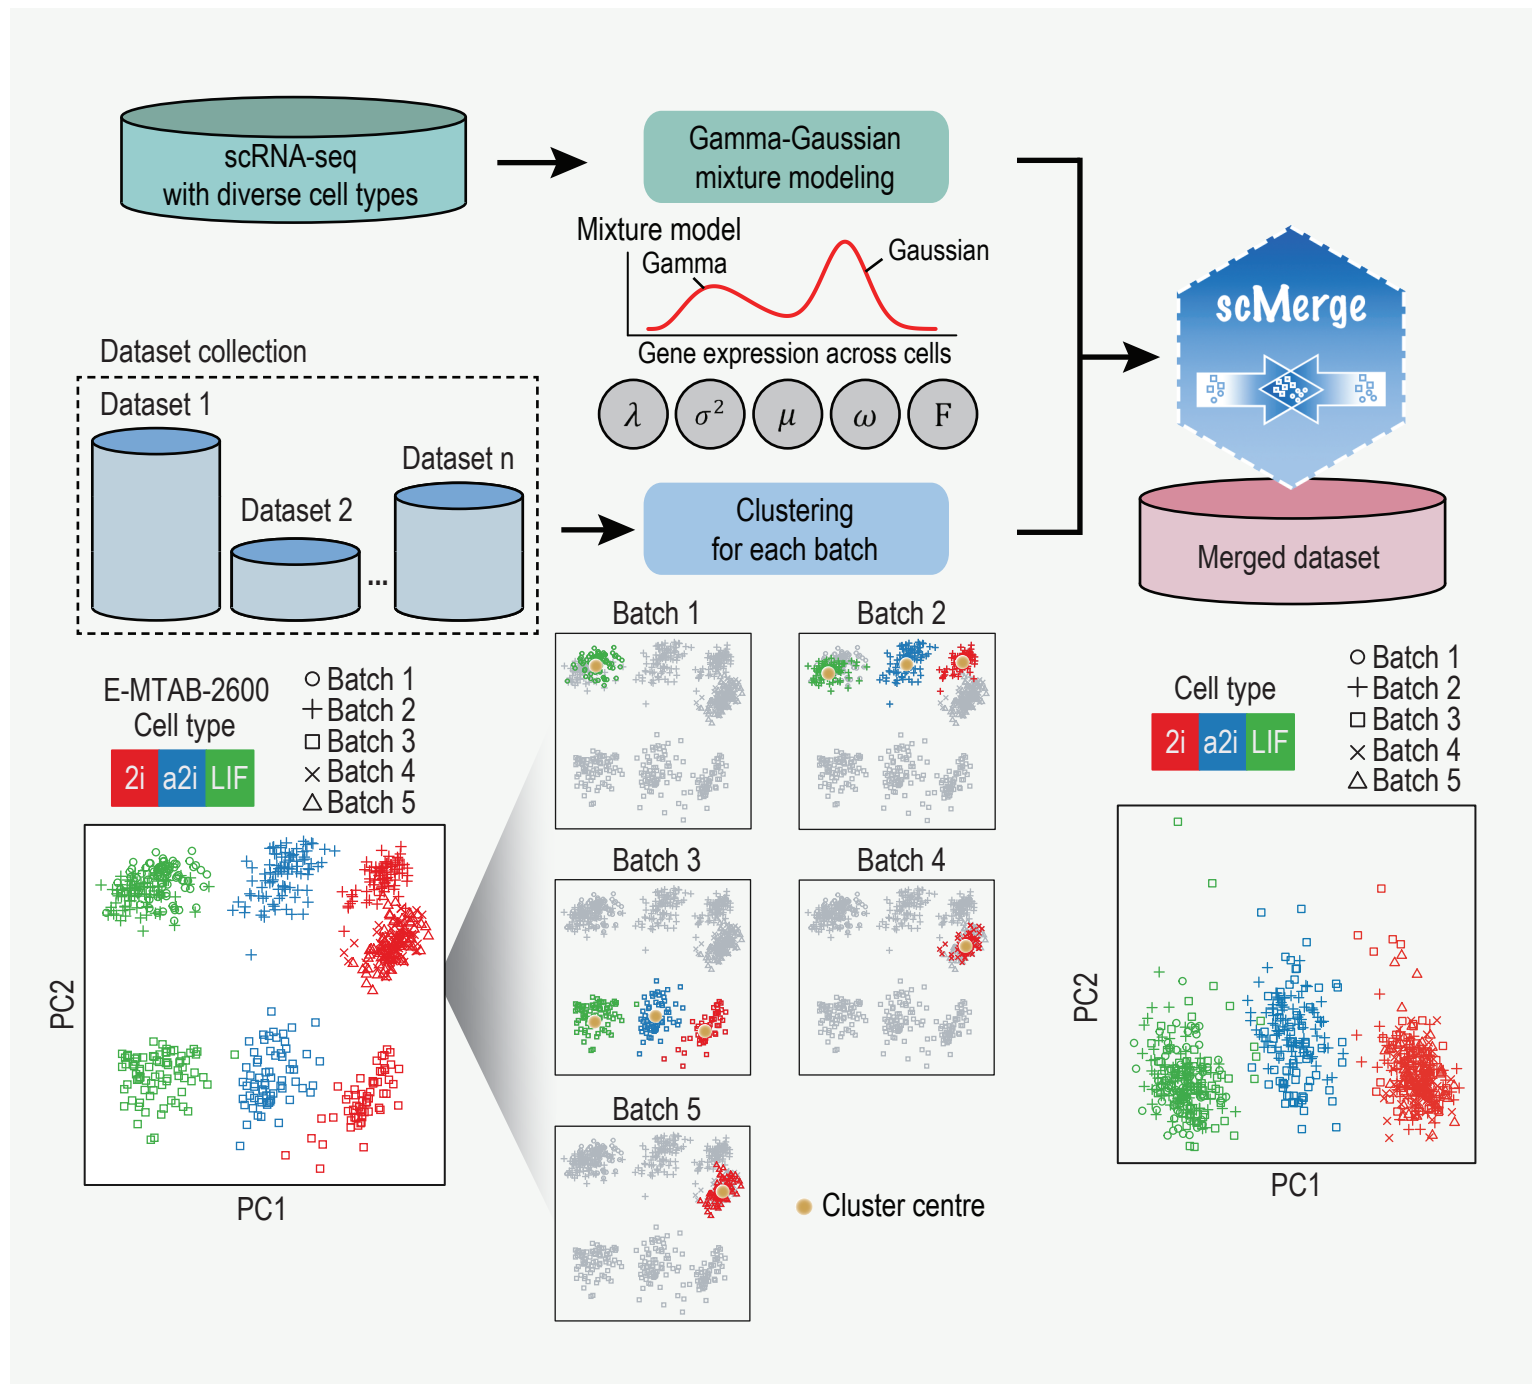 scRNA-seq
with diverse cell types
Gamma-Gaussian
mixture modeling
Mixture model
Gamma
Gaussian
Gene expression across cells
λ
σ²
μ
ω
F
scMerge
Merged dataset
Dataset collection
Dataset 1
Dataset 2
...
Dataset n
Clustering
for each batch
E-MTAB-2600
Cell type
2i
a2i
LIF
Batch 1
Batch 2
Batch 3
Batch 4
Batch 5
PC2
PC1
Batch 1
Batch 2
Batch 3
Batch 4
Batch 5
Cluster centre
Cell type
2i
a2i
LIF
Batch 1
Batch 2
Batch 3
Batch 4
Batch 5
PC2
PC1